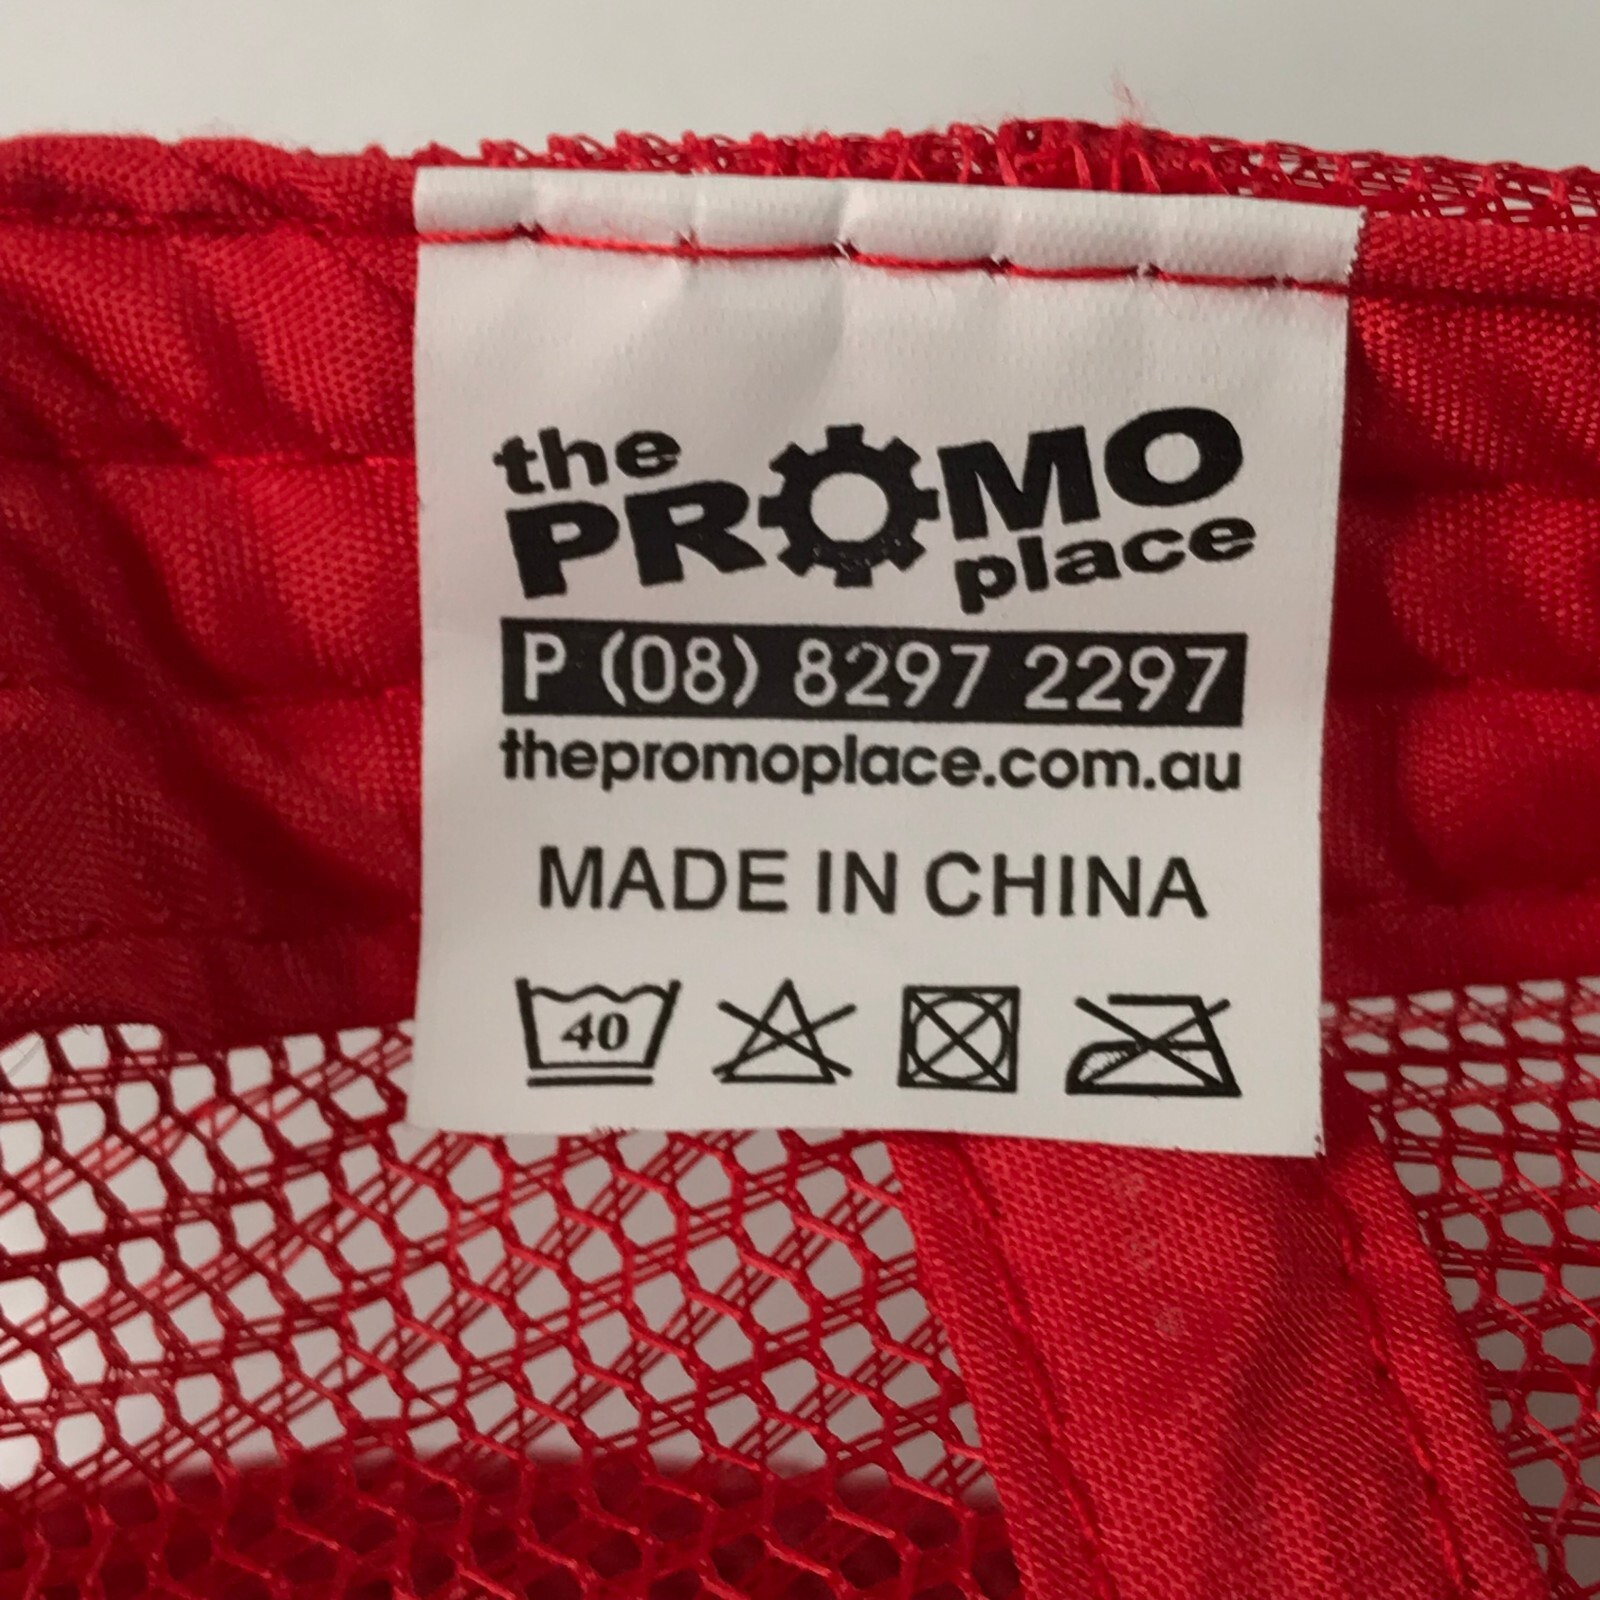 the
PROMO
place
P (08) 8297 2297
thepromoplace.com.au
MADE IN CHINA
40